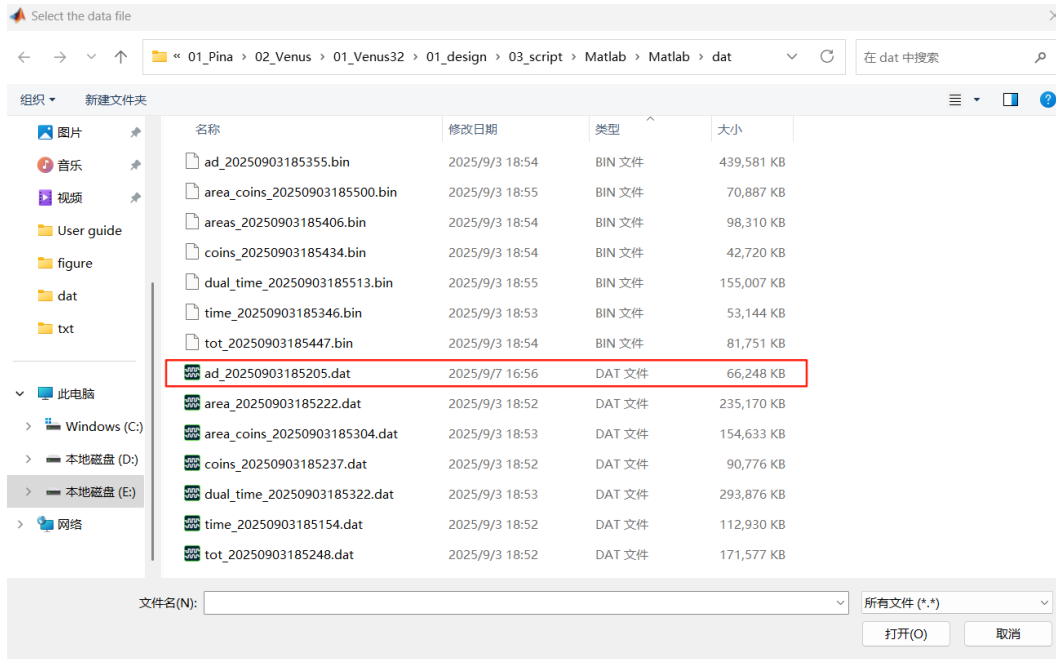 Select the data file
« 01_Pina › 02_Venus › 01_Venus32 › 01_design › 03_script › Matlab › Matlab › dat
在 dat 中搜索
组织 新建文件夹
名称 修改日期 类型 大小
图片
音乐
视频
User guide
figure
dat
txt
此电脑
Windows (C:)
本地磁盘 (D:)
本地磁盘 (E:)
网络
ad_20250903185355.bin 2025/9/3 18:54 BIN 文件 439,581 KB
area_coins_20250903185500.bin 2025/9/3 18:55 BIN 文件 70,887 KB
areas_20250903185406.bin 2025/9/3 18:54 BIN 文件 98,310 KB
coins_20250903185434.bin 2025/9/3 18:54 BIN 文件 42,720 KB
dual_time_20250903185513.bin 2025/9/3 18:55 BIN 文件 155,007 KB
time_20250903185346.bin 2025/9/3 18:53 BIN 文件 53,144 KB
tot_20250903185447.bin 2025/9/3 18:54 BIN 文件 81,751 KB
ad_20250903185205.dat 2025/9/7 16:56 DAT 文件 66,248 KB
area_20250903185222.dat 2025/9/3 18:52 DAT 文件 235,170 KB
area_coins_20250903185304.dat 2025/9/3 18:53 DAT 文件 154,633 KB
coins_20250903185237.dat 2025/9/3 18:52 DAT 文件 90,776 KB
dual_time_20250903185322.dat 2025/9/3 18:53 DAT 文件 293,876 KB
time_20250903185154.dat 2025/9/3 18:52 DAT 文件 112,930 KB
tot_20250903185248.dat 2025/9/3 18:52 DAT 文件 171,577 KB
文件名(N): 所有文件 (*.*)
打开(O) 取消